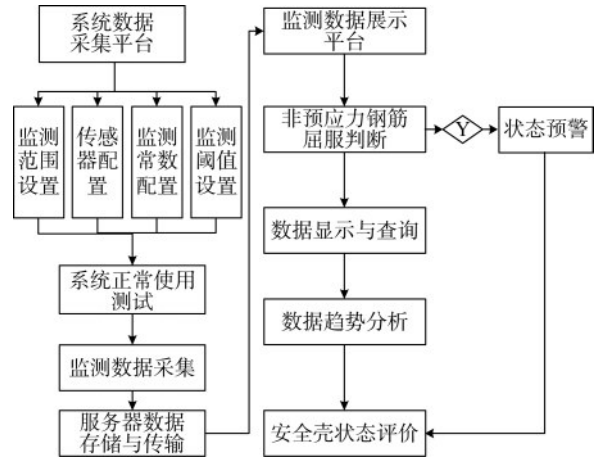 系统数据
采集平台
监测
范围
设置
传感
器配
置
监测
常数
配置
监测
阈值
设置
系统正常使用
测试
监测数据采集
服务器数据
存储与传输
监测数据展示
平台
非预应力钢筋
屈服判断
Y
状态预警
数据显示与查询
数据趋势分析
安全壳状态评价